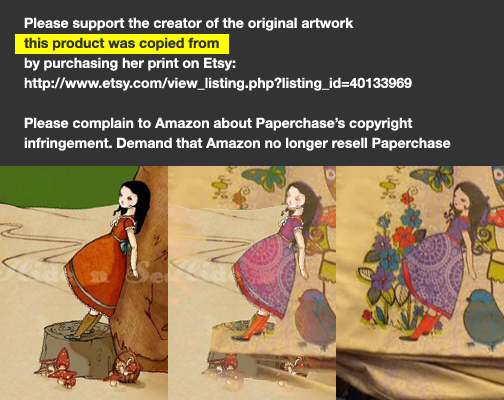 Please support the creator of the original artwork
this product was copied from
by purchasing her print on Etsy:
http://www.etsy.com/view_listing.php?listing_id=40133969
Please complain to Amazon about Paperchase's copyright
infringement. Demand that Amazon no longer resell Paperchase